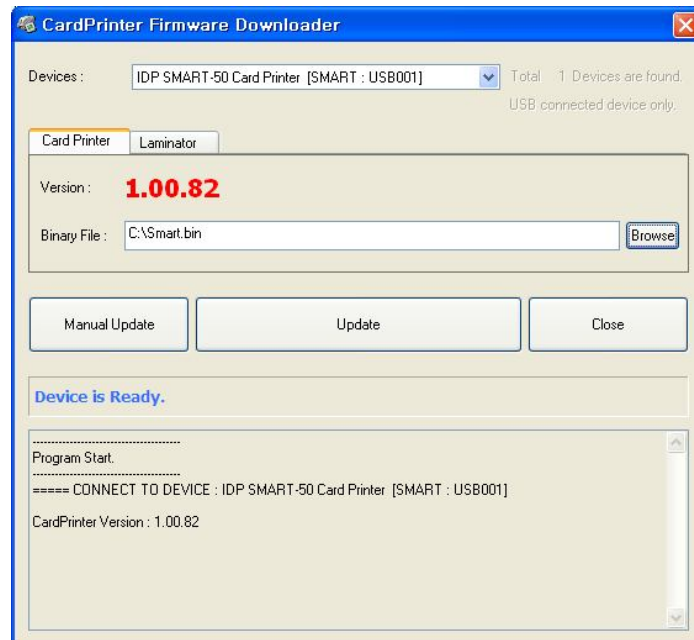 CardPrinter Firmware Downloader
Devices : IDP SMART-50 Card Printer [SMART : USB001] Total 1 Devices are found.
USB connected device only.
Card Printer Laminator
Version : 1.00.82
Binary File : C:\Smart.bin Browse
Manual Update Update Close
Device is Ready.
----------------------------------------
Program Start.
----------------------------------------
===== CONNECT TO DEVICE : IDP SMART-50 Card Printer [SMART : USB001]
CardPrinter Version : 1.00.82